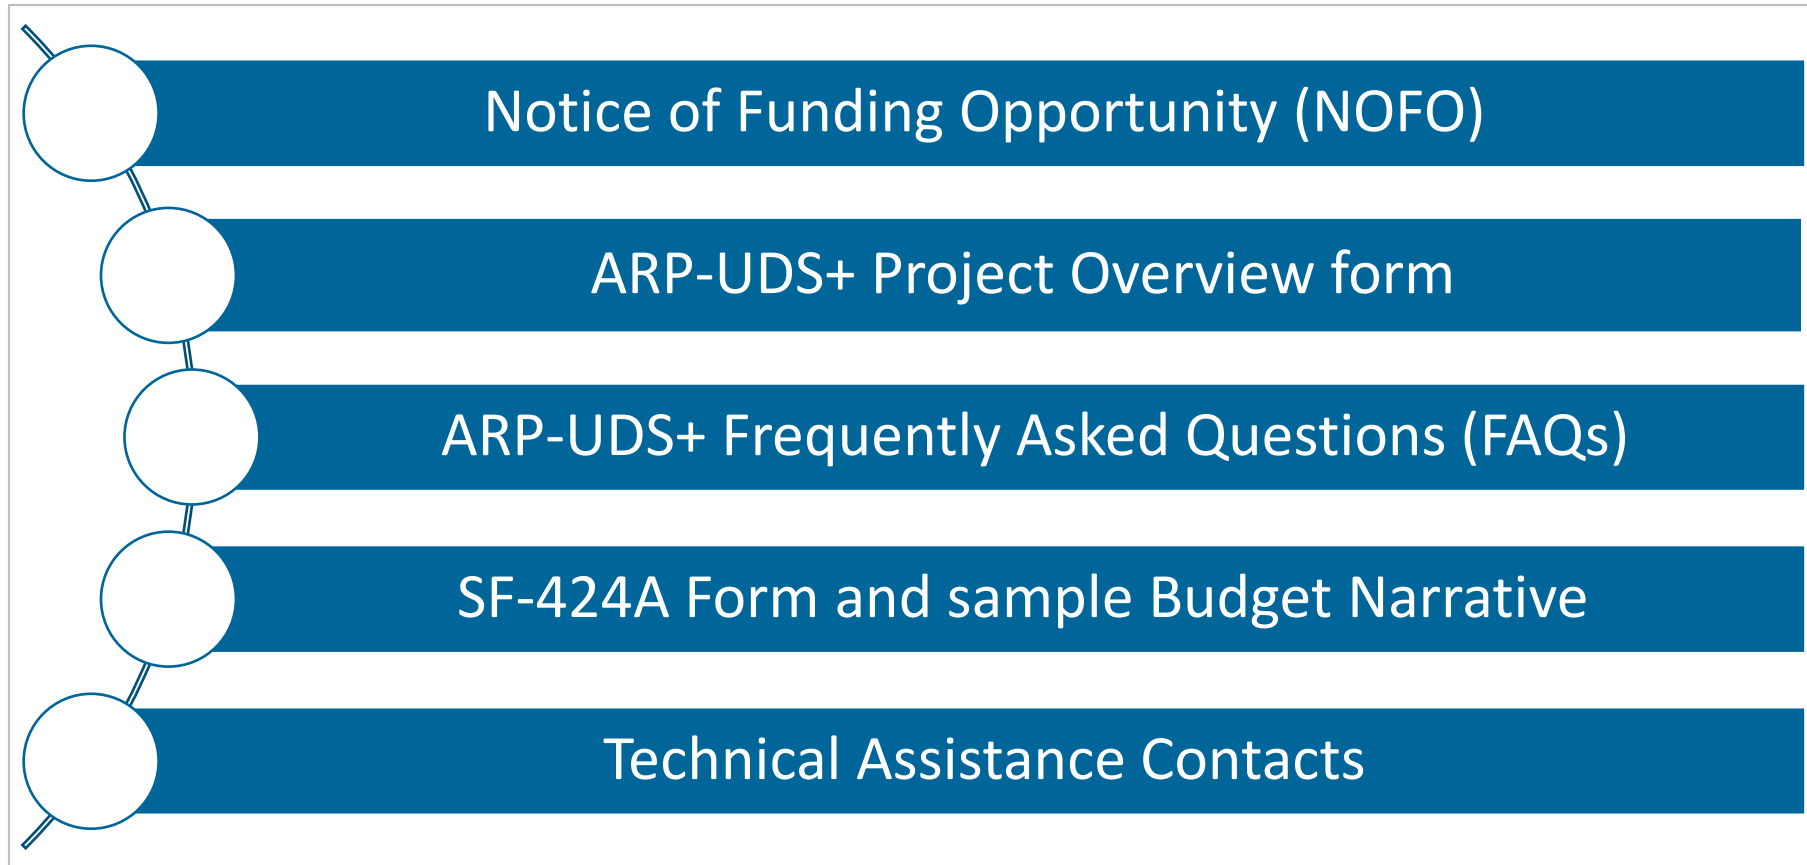 Notice of Funding Opportunity (NOFO)
ARP-UDS+ Project Overview form
ARP-UDS+ Frequently Asked Questions (FAQs)
SF-424A Form and sample Budget Narrative
Technical Assistance Contacts